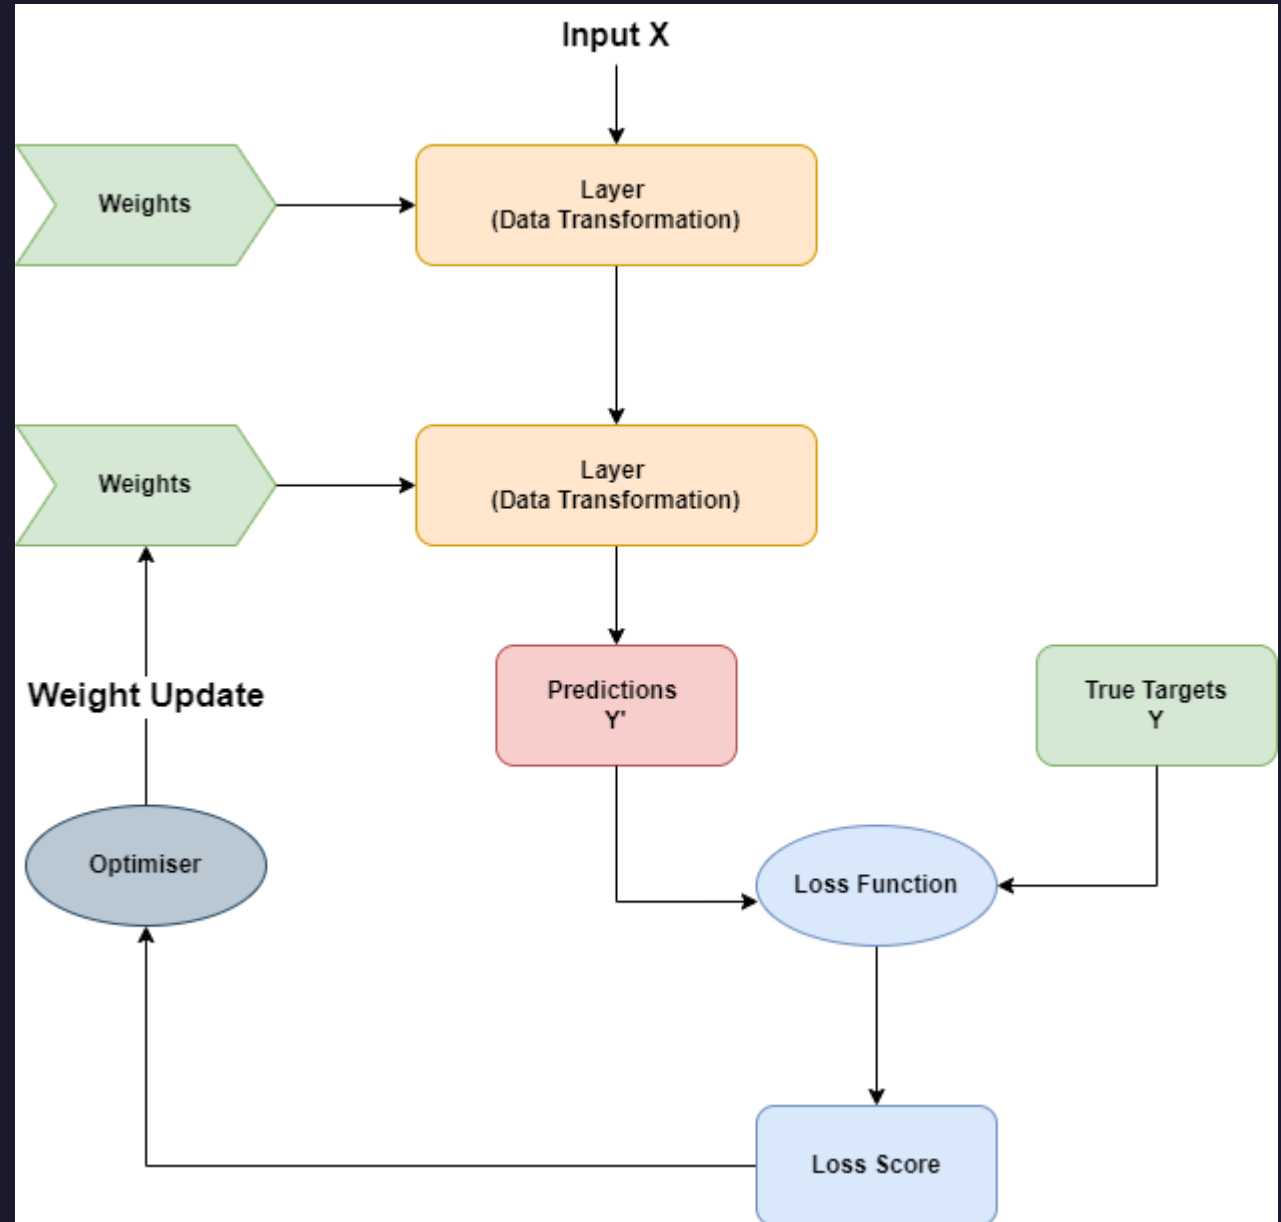 Input X
Weights
Layer
(Data Transformation)
Weights
Layer
(Data Transformation)
Weight Update
Predictions
Y'
True Targets
Y
Optimiser
Loss Function
Loss Score